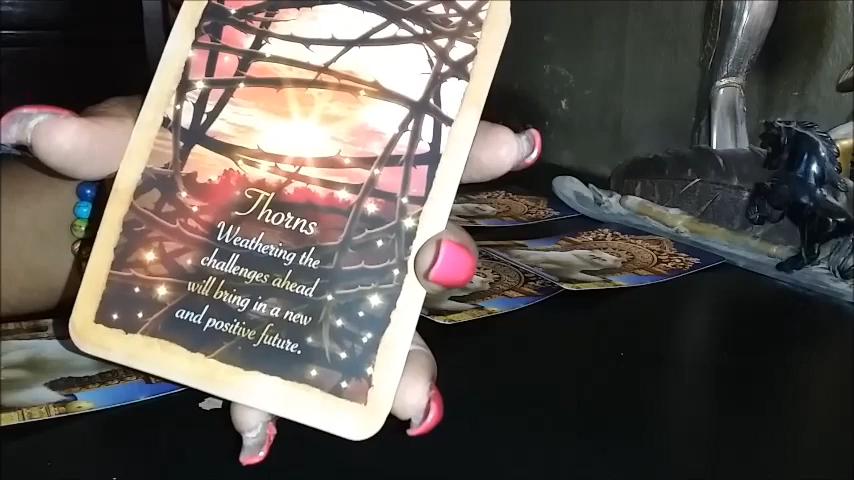 Thorns
Weathering the
challenges ahead
will bring in a new
and positive future.